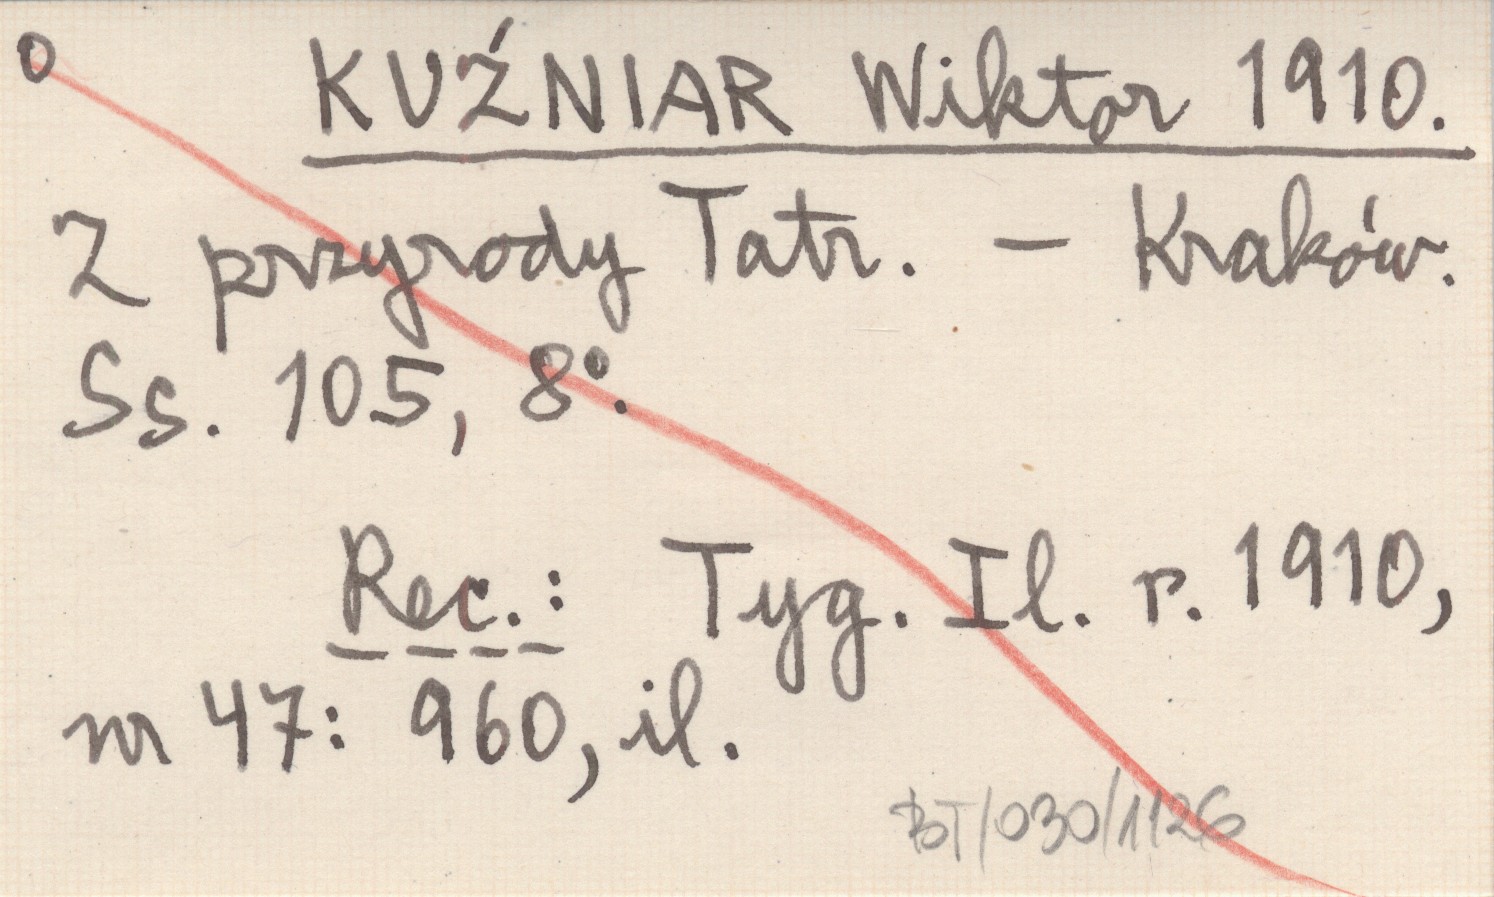 O
KUŹNIAR Wiktor 1910.
Z przyrody Tatr. – Kraków.
Ss. 105, 8°.
Rec.: Tyg. Il. r. 1910,
nr 47: 960, il.
BT/030/1126